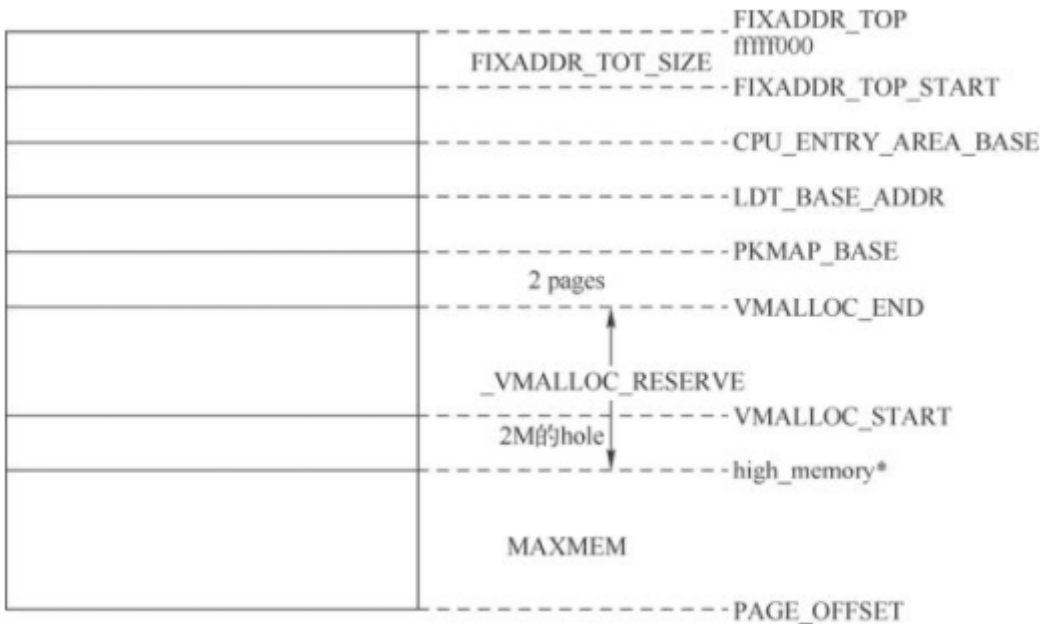 FIXADDR_TOP
fffff000
FIXADDR_TOT_SIZE
FIXADDR_TOP_START
CPU_ENTRY_AREA_BASE
LDT_BASE_ADDR
PKMAP_BASE
2 pages
VMALLOC_END
_VMALLOC_RESERVE
VMALLOC_START
2M的hole
high_memory*
MAXMEM
PAGE_OFFSET